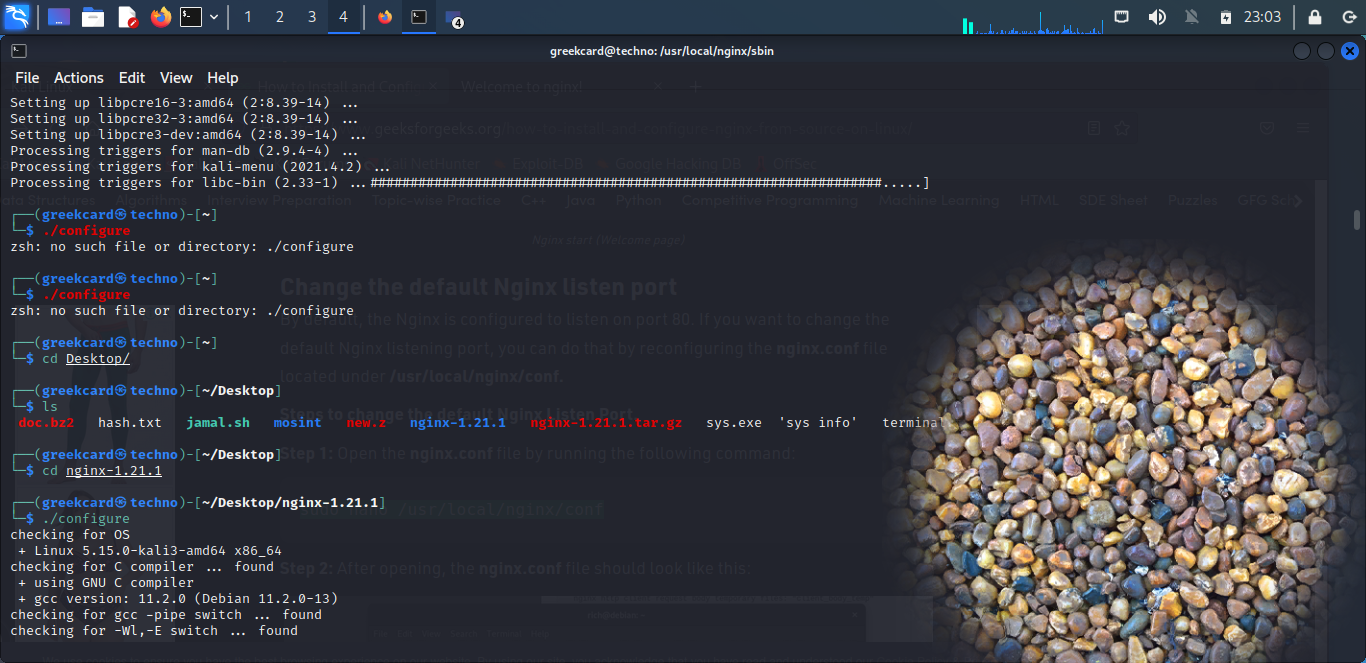 1 2 3 4 4 23:03
greekcard@techno: /usr/local/nginx/sbin
File Actions Edit View Help
How to Install and Conf Welcome to nginx!
Setting up libpcre16-3:amd64 (2:8.39-14) ...
Setting up libpcre32-3:amd64 (2:8.39-14) ...
Setting up libpcre3-dev:amd64 (2:8.39-14) ...
Processing triggers for man-db (2.9.4-4) ...
Processing triggers for kali-menu (2021.4.2) ...
Processing triggers for libc-bin (2.33-1) ...################################################################.....]
geeksforgeeks.org
Kali NetHunter Exploit-DB Google Hacking DB OffSec
Data Structures Algorithms Interview Preparation Topic-wise Practice C++ Java Python Competitive Programming Machine Learning HTML SDE Sheet Puzzles GFG Sc
┌──(greekcard㉿techno)-[~]
└─$ ./configure
zsh: no such file or directory: ./configure
Nginx start (Welcome page)
┌──(greekcard㉿techno)-[~]
└─$ ./configure
zsh: no such file or directory: ./configure
Change the default Nginx listen port
By default, the Nginx is configured to listen on port 80. If you want to change the
default Nginx listening port, you can do that by reconfiguring the nginx.conf file
located under /usr/local/nginx/conf.
┌──(greekcard㉿techno)-[~]
└─$ cd Desktop/
┌──(greekcard㉿techno)-[~/Desktop]
└─$ ls
doc.bz2 hash.txt jamal.sh mosint new.z nginx-1.21.1 nginx-1.21.1.tar.gz sys.exe 'sys info' terminal
Steps to change the default Nginx Listen Port
┌──(greekcard㉿techno)-[~/Desktop]
└─$ cd nginx-1.21.1
Step 1: Open the nginx.conf file by running the following command:
┌──(greekcard㉿techno)-[~/Desktop/nginx-1.21.1]
└─$ ./configure
/usr/local/nginx/conf
checking for OS
+ Linux 5.15.0-kali3-amd64 x86_64
checking for C compiler ... found
+ using GNU C compiler
+ gcc version: 11.2.0 (Debian 11.2.0-13)
checking for gcc -pipe switch ... found
checking for -Wl,-E switch ... found
Step 2: After opening, the nginx.conf file should look like this: